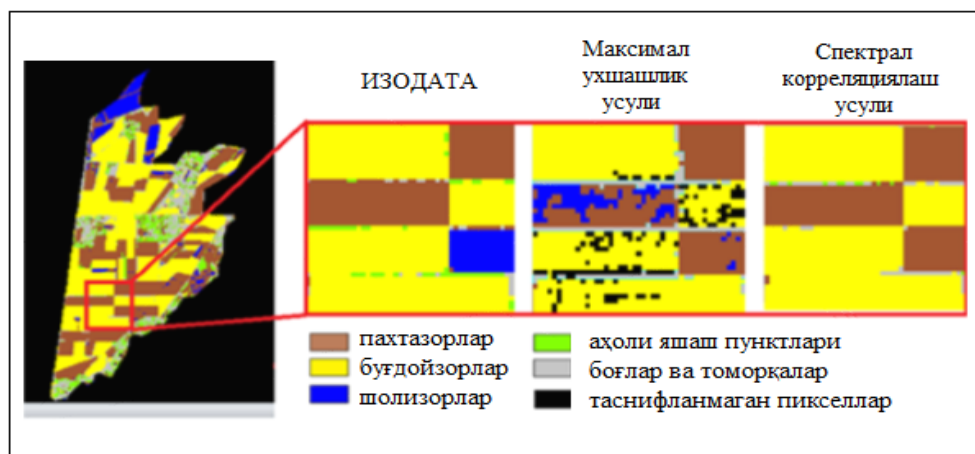 ИЗОДАТА
Максимал
ухшашлик
усули
Спектрал
корреляциялаш
усули
пахтазорлар
буғдойзорлар
шолизорлар
аҳоли яшаш пунктлари
боғлар ва томорқалар
таснифланмаган пикселлар